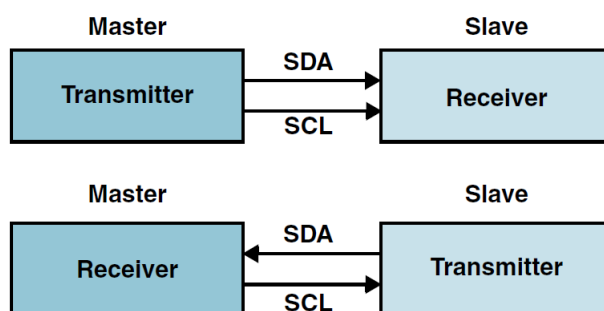 Master Slave
SDA
Transmitter Receiver
SCL
Master Slave
SDA
Receiver Transmitter
SCL